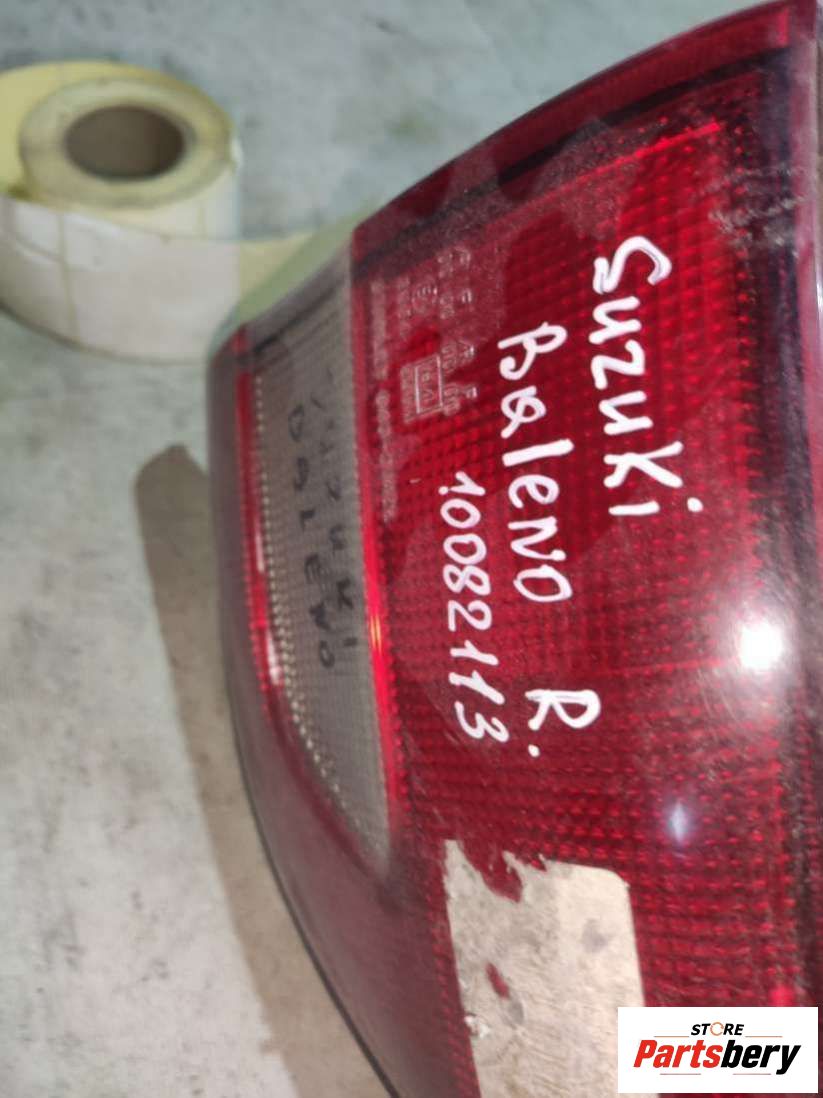 Suzuki
Baleno R.
10082113
SUZUKI
BALENO
STORE
Partsbery